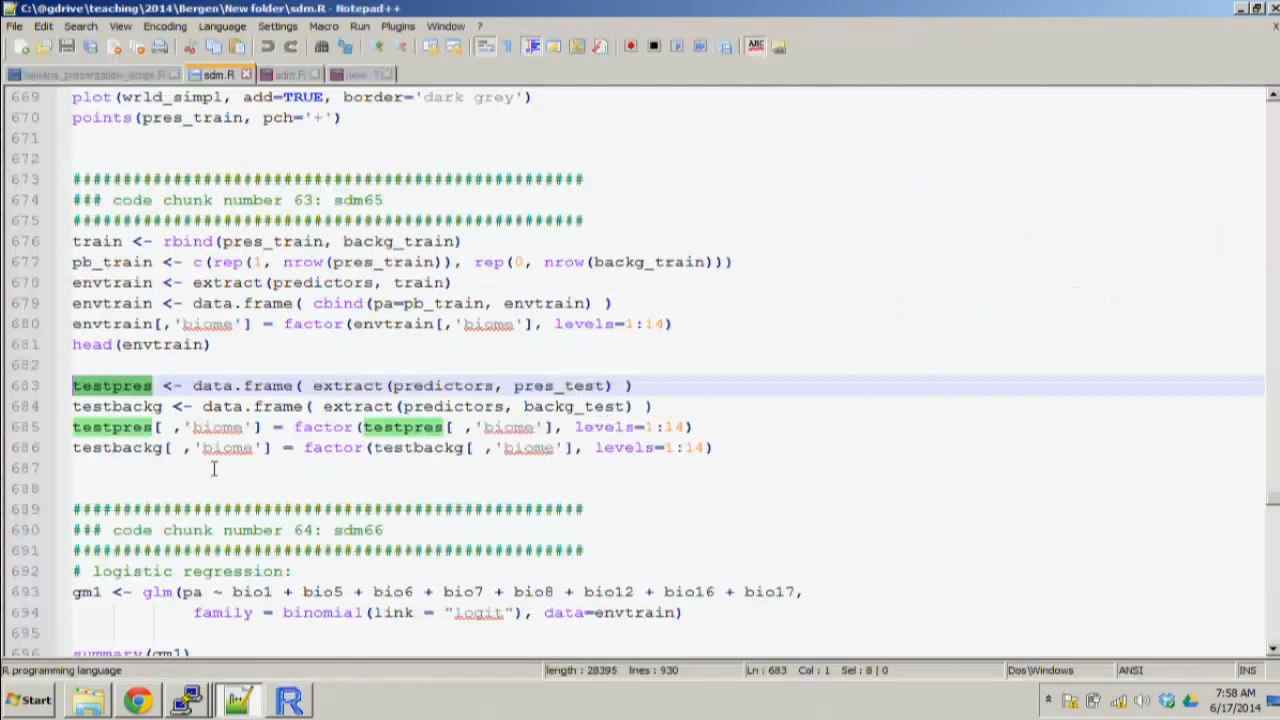 C:\@gdrive\teaching\2014\Bergen\New folder\sdm.R - Notepad++
File Edit Search View Encoding Language Settings Macro Run Plugins Window ?
sdm.R
669 plot(wrld_simpl, add=TRUE, border='dark grey')
670 points(pres_train, pch='+')
671
672
673 ###################################################
674 ### code chunk number 63: sdm65
675 ###################################################
676 train <- rbind(pres_train, backg_train)
677 pb_train <- c(rep(1, nrow(pres_train)), rep(0, nrow(backg_train)))
678 envtrain <- extract(predictors, train)
679 envtrain <- data.frame( cbind(pa=pb_train, envtrain) )
680 envtrain[,'biome'] = factor(envtrain[,'biome'], levels=1:14)
681 head(envtrain)
682
683 testpres <- data.frame( extract(predictors, pres_test) )
684 testbackg <- data.frame( extract(predictors, backg_test) )
685 testpres[ ,'biome'] = factor(testpres[ ,'biome'], levels=1:14)
686 testbackg[ ,'biome'] = factor(testbackg[ ,'biome'], levels=1:14)
687
688
689 ###################################################
690 ### code chunk number 64: sdm66
691 ###################################################
692 # logistic regression:
693 gm1 <- glm(pa ~ bio1 + bio5 + bio6 + bio7 + bio8 + bio12 + bio16 + bio17,
694 family = binomial(link = "logit"), data=envtrain)
695
696 summary(gm1)
R programming language length : 28395 lines : 930 Ln : 683 Col : 1 Sel : 8 | 0 Dos\Windows ANSI INS
Start 7:58 AM
6/17/2014